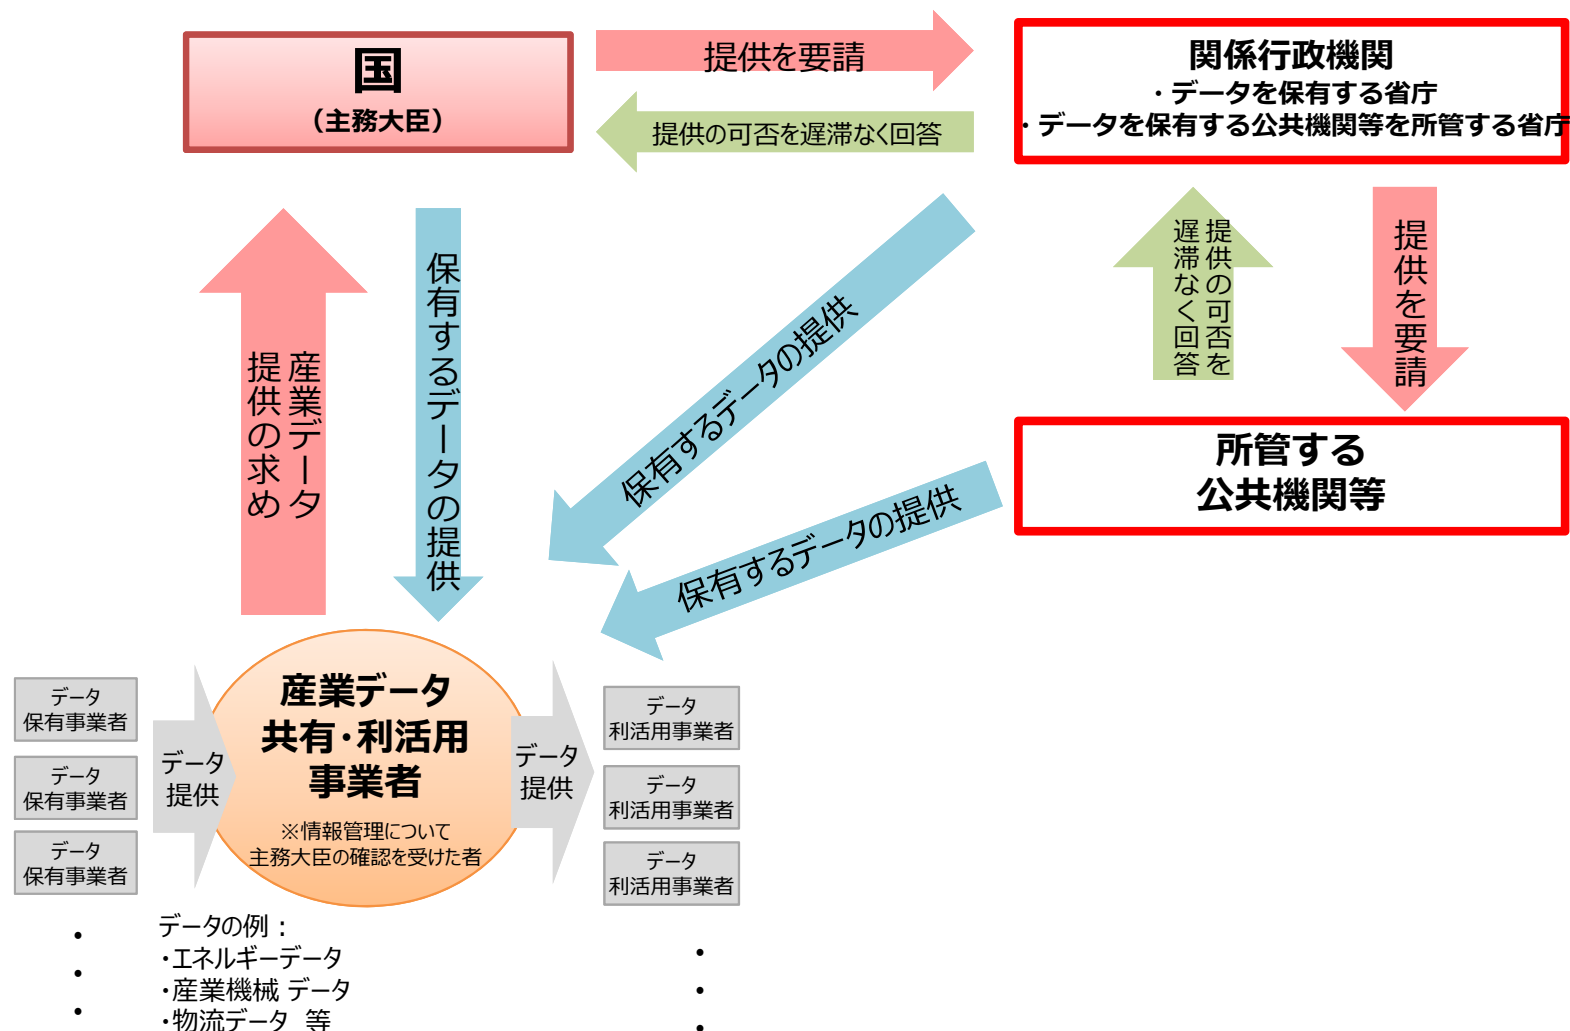 国
（主務大臣）
提供を要請
提供の可否を遅滞なく回答
関係行政機関
・データを保有する省庁
・データを保有する公共機関等を所管する省庁
産業データ
提供の求め
保有するデータの提供
保有するデータの提供
保有するデータの提供
提供の可否を
遅滞なく回答
提供を要請
所管する
公共機関等
データ
保有事業者
データ
保有事業者
データ
保有事業者
データ
提供
産業データ
共有・利活用
事業者
※情報管理について
主務大臣の確認を受けた者
データ
提供
データ
利活用事業者
データ
利活用事業者
データ
利活用事業者
・
・
・
データの例：
・エネルギーデータ
・産業機械 データ
・物流データ 等
・
・
・